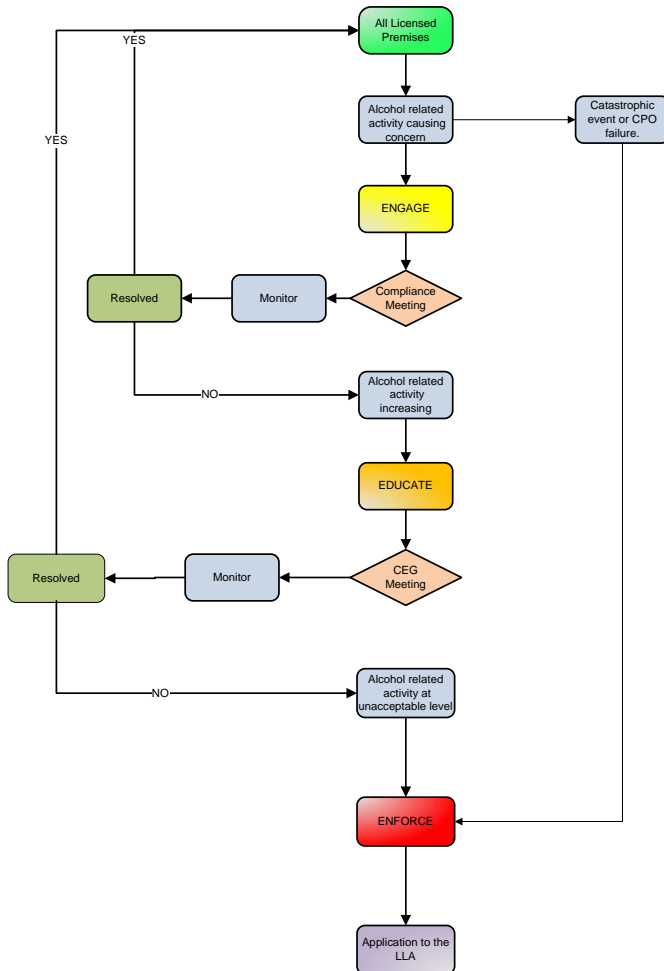 All Licensed
Premises
YES
Alcohol related
activity causing
concern
Catastrophic
event or CPO
failure.
YES
ENGAGE
Compliance
Meeting
Monitor
Resolved
NO
Alcohol related
activity
increasing
EDUCATE
CEG
Meeting
Monitor
Resolved
NO
Alcohol related
activity at
unacceptable level
ENFORCE
Application to the
LLA